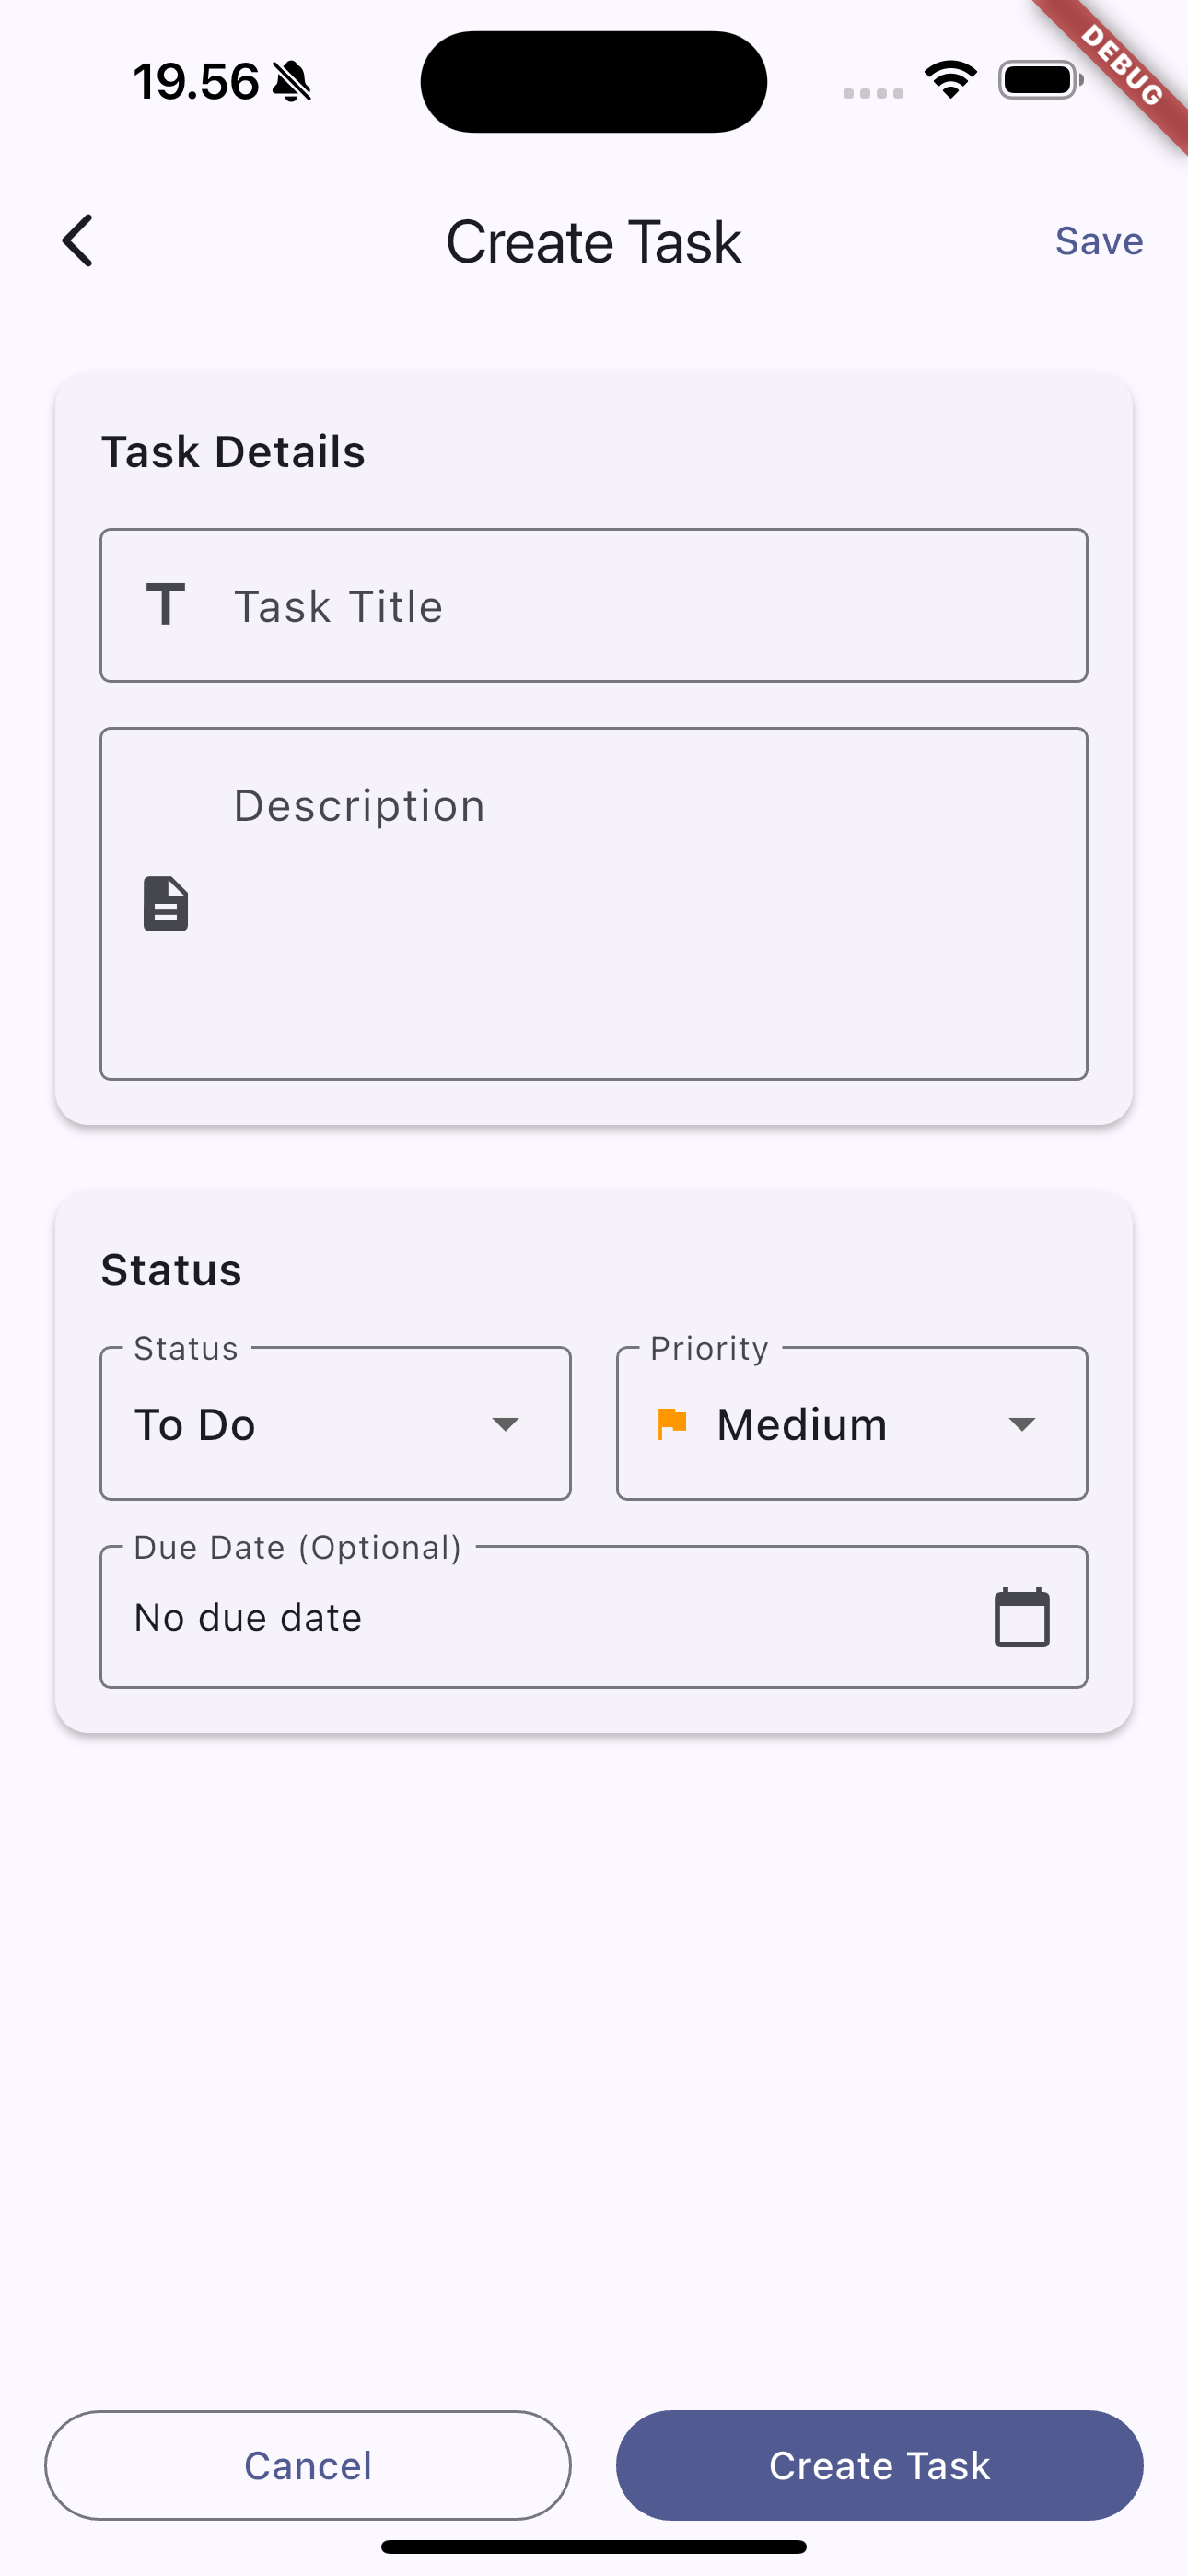 19.56
DEBUG
Create Task
Save
Task Details
Task Title
Description
Status
Status
Priority
To Do
Medium
Due Date (Optional)
No due date
Cancel
Create Task